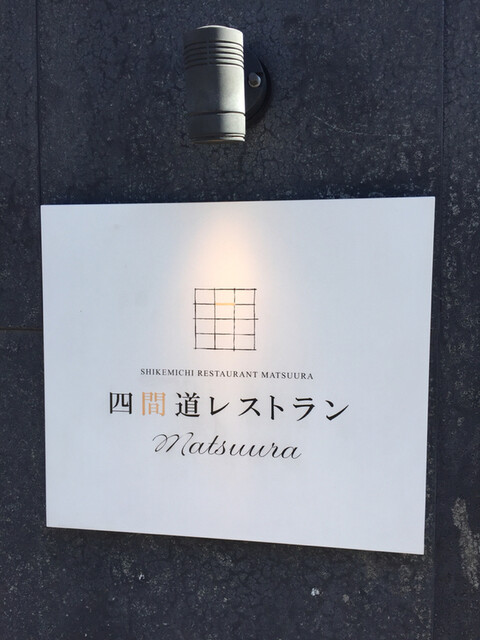 SHIKEMICHI RESTAURANT MATSUURA
四間道レストラン
Matsuura